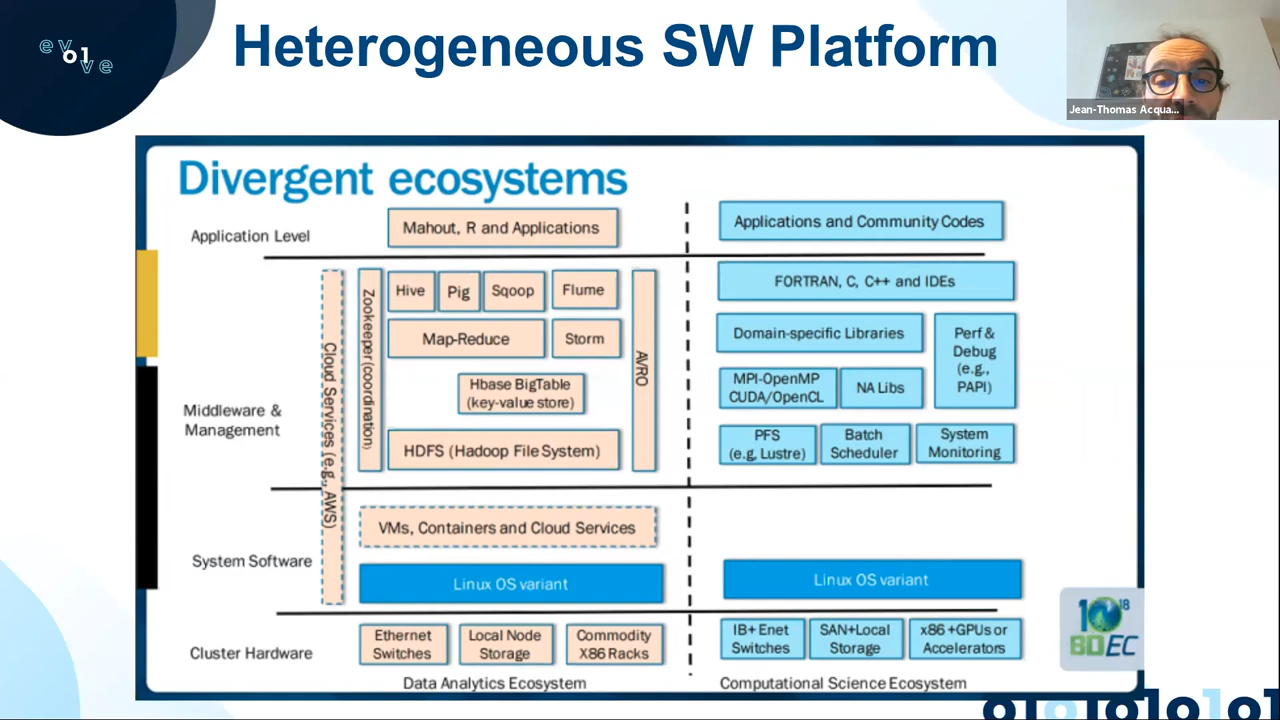 ev
ol
ve
Heterogeneous SW Platform
Jean-Thomas Acqua...
Divergent ecosystems
Application Level
Mahout, R and Applications
Applications and Community Codes
Cloud Services (e.g., AWS)
Zookeeper (coordination)
Hive
Pig
Sqoop
Flume
Map-Reduce
Storm
AVRO
Hbase BigTable
(key-value store)
HDFS (Hadoop File System)
FORTRAN, C, C++ and IDEs
Domain-specific Libraries
Perf &
Debug
(e.g.,
PAPI)
MPI-OpenMP
CUDA/OpenCL
NA Libs
PFS
(e.g, Lustre)
Batch
Scheduler
System
Monitoring
Middleware &
Management
VMs, Containers and Cloud Services
System Software
Linux OS variant
Linux OS variant
Cluster Hardware
Ethernet
Switches
Local Node
Storage
Commodity
X86 Racks
IB+ Enet
Switches
SAN+Local
Storage
x86 +GPUs or
Accelerators
10^18
BDEC
Data Analytics Ecosystem
Computational Science Ecosystem